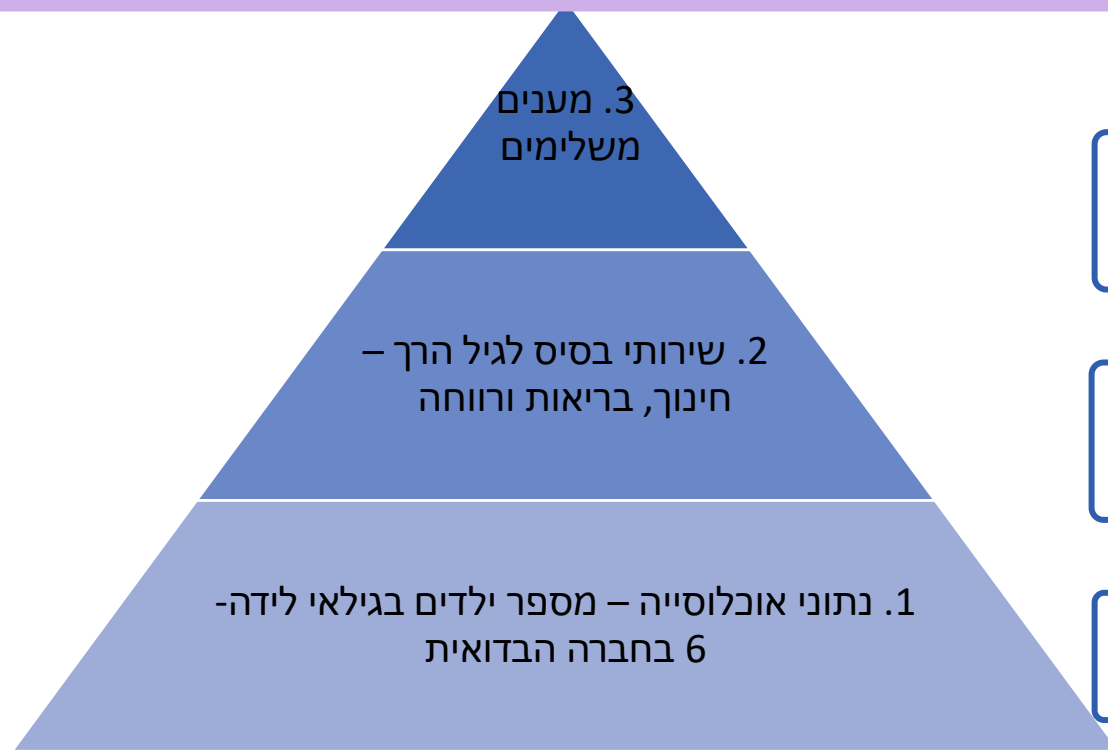 3. מענים
משלימים
2. שירותי בסיס לגיל הרך –
חינוך, בריאות ורווחה
1. נתוני אוכלוסייה – מספר ילדים בגילאי לידה-
6 בחברה הבדואית